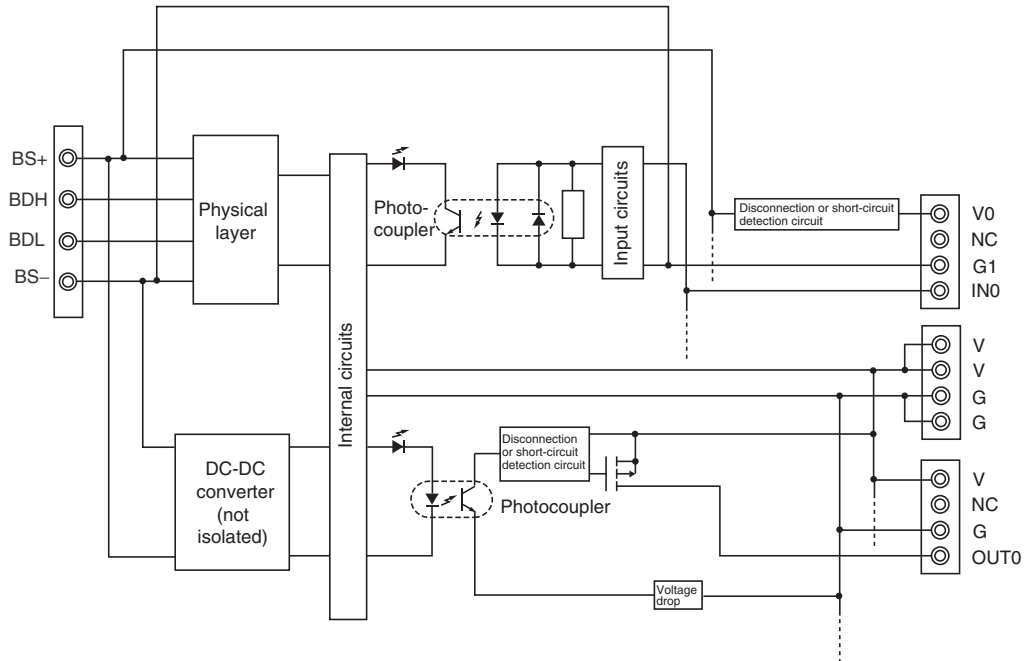 BS+
BDH
BDL
BS−
Physical
layer
DC-DC
converter
(not
isolated)
Internal circuits
Photo-
coupler
Input circuits
Disconnection or short-circuit
detection circuit
V0
NC
G1
IN0
V
V
G
G
Disconnection
or short-circuit
detection circuit
Photocoupler
Voltage
drop
V
NC
G
OUT0